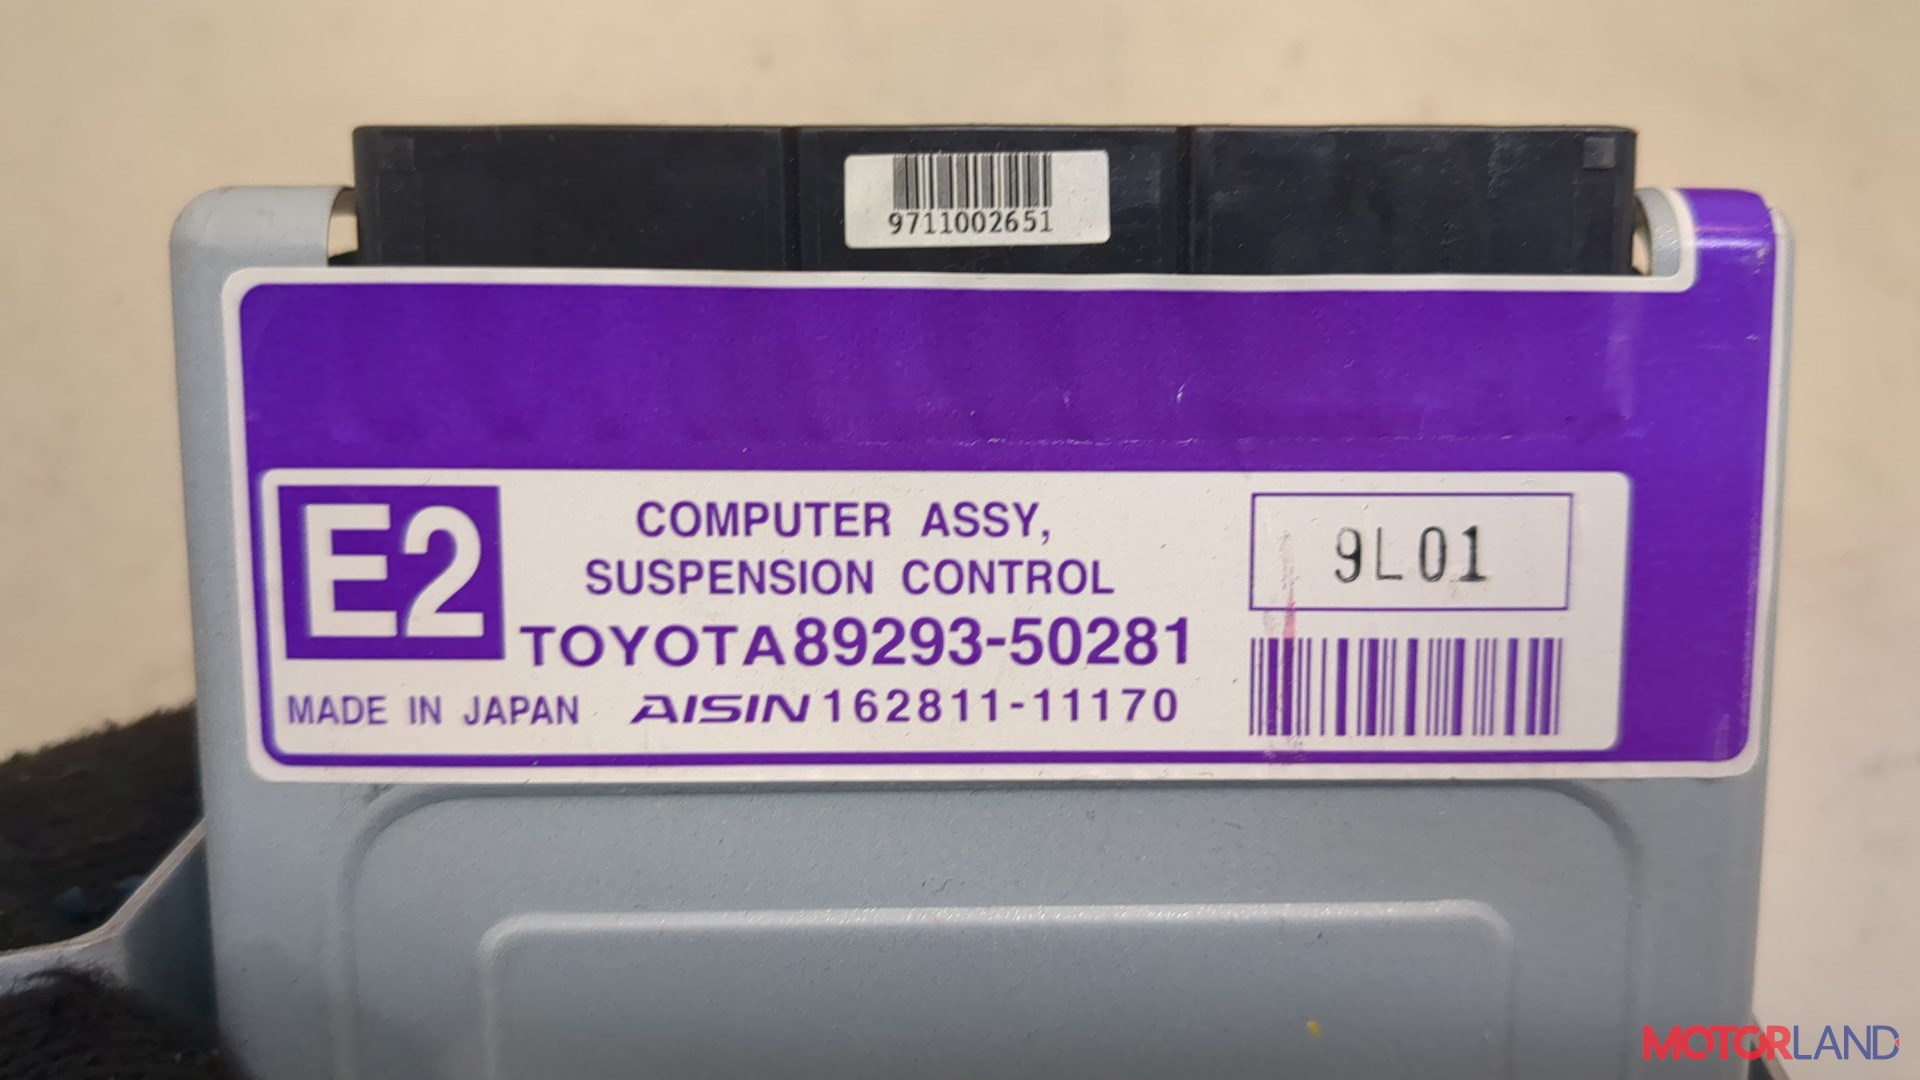 9711002651
E2
COMPUTER ASSY,
SUSPENSION CONTROL
TOYOTA 89293-50281
MADE IN JAPAN AISIN 162811-11170
9L01
MOTORLAND